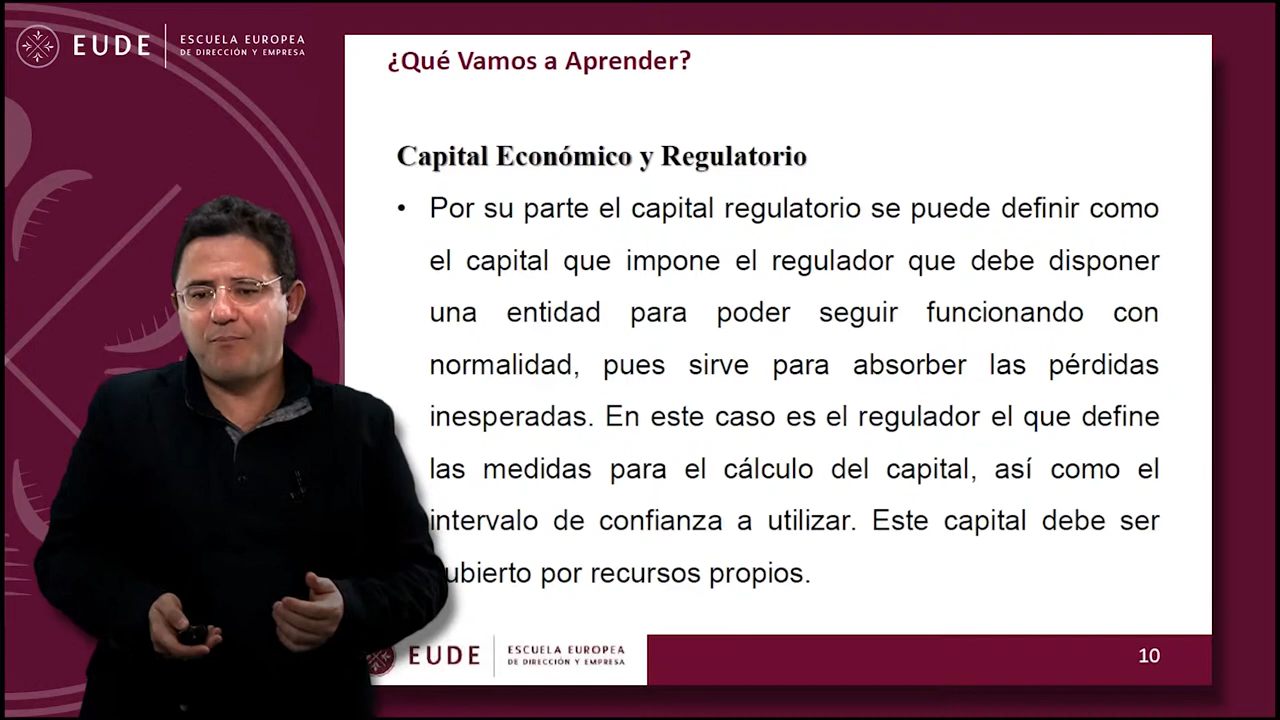 EUDE
ESCUELA EUROPEA
DE DIRECCIÓN Y EMPRESA
¿Qué Vamos a Aprender?
Capital Económico y Regulatorio
• Por su parte el capital regulatorio se puede definir como
el capital que impone el regulador que debe disponer
una entidad para poder seguir funcionando con
normalidad, pues sirve para absorber las pérdidas
inesperadas. En este caso es el regulador el que define
las medidas para el cálculo del capital, así como el
intervalo de confianza a utilizar. Este capital debe ser
por recursos propios.
EUDE
ESCUELA EUROPEA
DE DIRECCIÓN Y EMPRESA
10